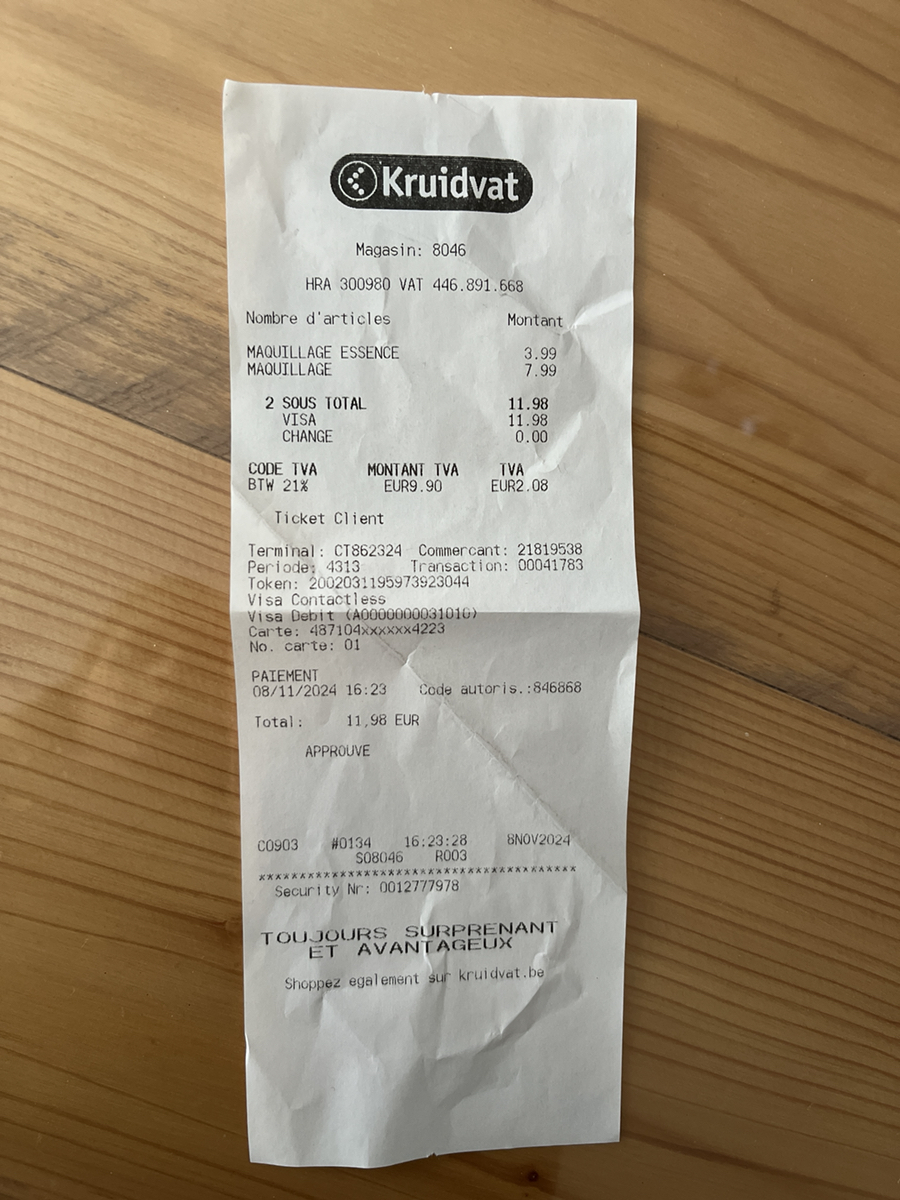 Kruidvat
Magasin: 8046
HRA 300980 VAT 446.891.668
Nombre d'articles Montant
MAQUILLAGE ESSENCE 3.99
MAQUILLAGE 7.99
2 SOUS TOTAL 11.98
VISA 11.98
CHANGE 0.00
CODE TVA MONTANT TVA TVA
BTW 21% EUR9.90 EUR2.08
Ticket Client
Terminal: CT862324 Commercant: 21819538
Periode: 4313 Transaction: 00041783
Token: 2002031195973923044
Visa Contactless
Visa Debit (A0000000031010)
Carte: 487104xxxxxx4223
No. carte: 01
PAIEMENT
08/11/2024 16:23 Code autoris.:846868
Total: 11,98 EUR
APPROUVE
C0903 #0134 16:23:28 8NOV2024
S08046 R003
***************************************
Security Nr: 0012777978
TOUJOURS SURPRENANT
ET AVANTAGEUX
Shoppez egalement sur kruidvat.be